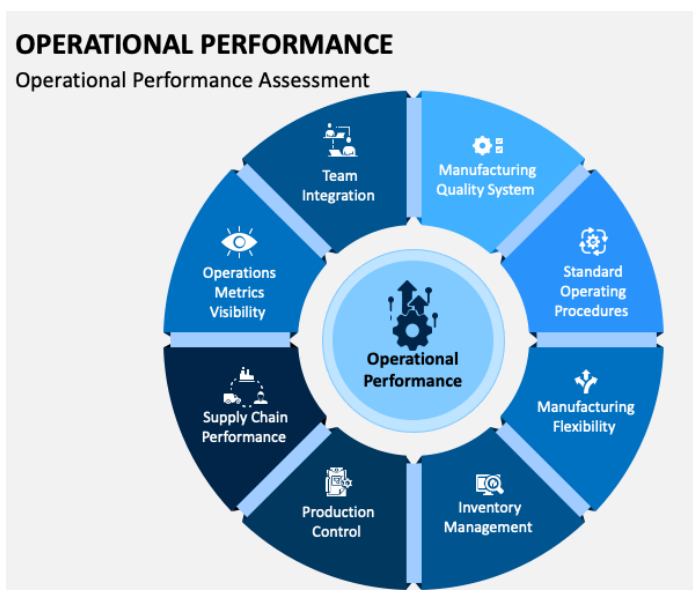 OPERATIONAL PERFORMANCE
Operational Performance Assessment
Team
Integration
Manufacturing
Quality System
Standard
Operating
Procedures
Manufacturing
Flexibility
Inventory
Management
Production
Control
Supply Chain
Performance
Operations
Metrics
Visibility
Operational
Performance